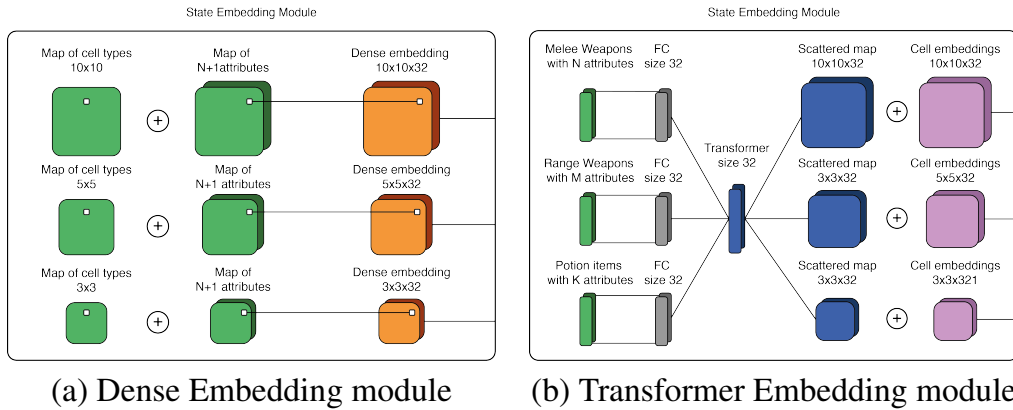 State Embedding Module
Map of cell types
10x10
Map of
N+1attributes
Dense embedding
10x10x32
+
Map of cell types
5x5
Map of
N+1 attributes
Dense embedding
5x5x32
+
Map of cell types
3x3
Map of
N+1 attributes
Dense embedding
3x3x32
+
(a) Dense Embedding module
State Embedding Module
Melee Weapons
with N attributes
FC
size 32
Scattered map
10x10x32
Cell embeddings
10x10x32
+
Transformer
size 32
Range Weapons
with M attributes
FC
size 32
Scattered map
3x3x32
Cell embeddings
5x5x32
+
Potion items
with K attributes
FC
size 32
Scattered map
3x3x32
Cell embeddings
3x3x321
+
(b) Transformer Embedding module